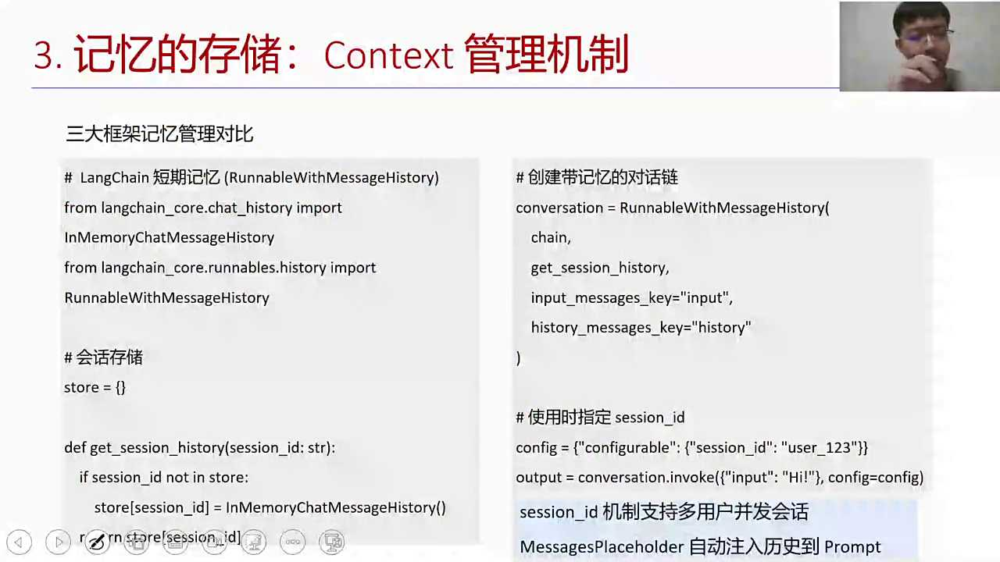 3. 记忆的存储：Context 管理机制
三大框架记忆管理对比
# LangChain 短期记忆 (RunnableWithMessageHistory)
from langchain_core.chat_history import
InMemoryChatMessageHistory
from langchain_core.runnables.history import
RunnableWithMessageHistory
# 会话存储
store = {}
def get_session_history(session_id: str):
if session_id not in store:
store[session_id] = InMemoryChatMessageHistory()
store[session_id]
# 创建带记忆的对话链
conversation = RunnableWithMessageHistory(
chain,
get_session_history,
input_messages_key="input",
history_messages_key="history"
)
# 使用时指定 session_id
config = {"configurable": {"session_id": "user_123"}}
output = conversation.invoke({"input": "Hi!"}, config=config)
session_id 机制支持多用户并发会话
MessagesPlaceholder 自动注入历史到 Prompt